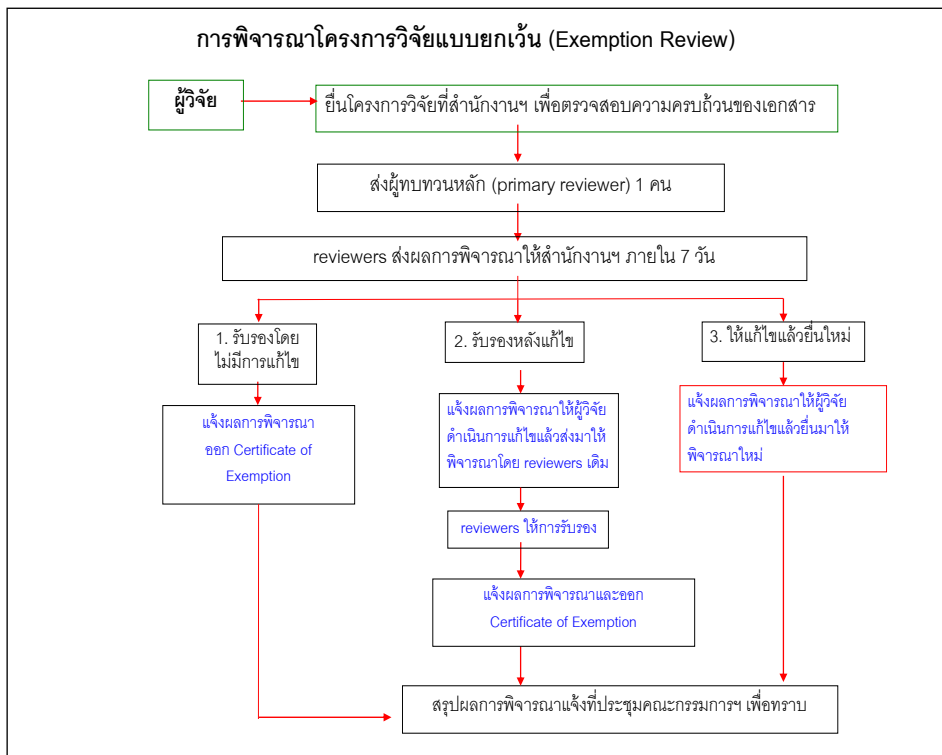 การพิจารณาโครงการวิจัยแบบยกเว้น (Exemption Review)
ผู้วิจัย
ยื่นโครงการวิจัยที่สำนักงานฯ เพื่อตรวจสอบความครบถ้วนของเอกสาร
ส่งผู้ทบทวนหลัก (primary reviewer) 1 คน
reviewers ส่งผลการพิจารณาให้สำนักงานฯ ภายใน 7 วัน
1. รับรองโดย
ไม่มีการแก้ไข
2. รับรองหลังแก้ไข
3. ให้แก้ไขแล้วยื่นใหม่
แจ้งผลการพิจารณา
ออก Certificate of
Exemption
แจ้งผลการพิจารณาให้ผู้วิจัย
ดำเนินการแก้ไขแล้วส่งมาให้
พิจารณาโดย reviewers เดิม
แจ้งผลการพิจารณาให้ผู้วิจัย
ดำเนินการแก้ไขแล้วยื่นมาให้
พิจารณาใหม่
reviewers ให้การรับรอง
แจ้งผลการพิจารณาและออก
Certificate of Exemption
สรุปผลการพิจารณาแจ้งที่ประชุมคณะกรรมการฯ เพื่อทราบ